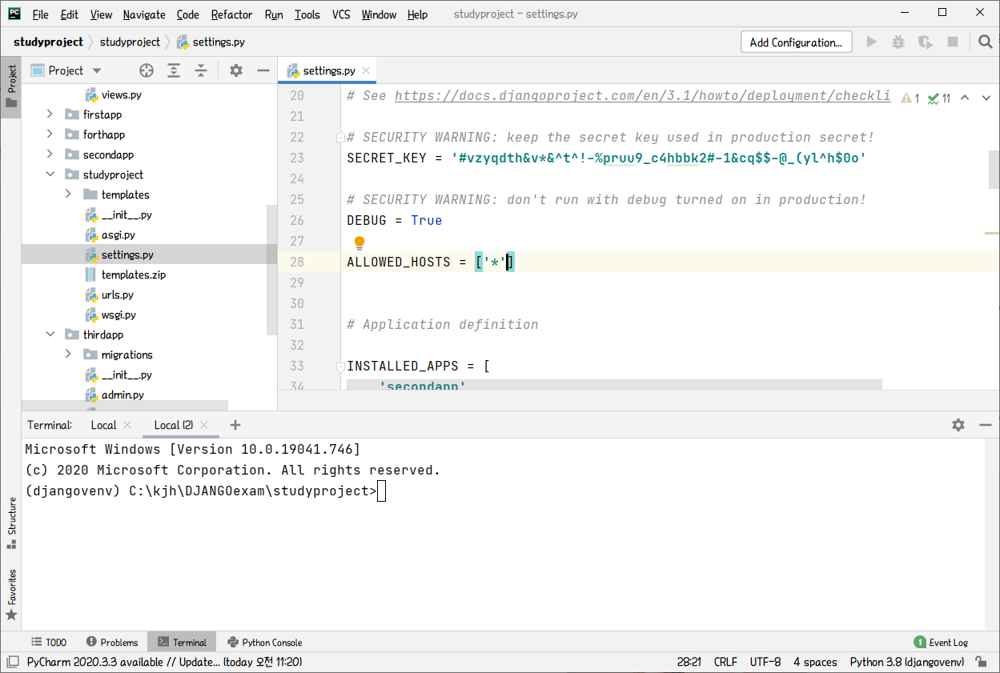 PC File Edit View Navigate Code Refactor Run Tools VCS Window Help studyproject - settings.py
studyproject studyproject settings.py Add Configuration...
Project
Project
settings.py
views.py
firstapp
forthapp
secondapp
studyproject
templates
__init__.py
asgi.py
settings.py
templates.zip
urls.py
wsgi.py
thirdapp
migrations
__init__.py
admin.py
20 # See https://docs.djangoproject.com/en/3.1/howto/deployment/checkli 1 11
21
22 # SECURITY WARNING: keep the secret key used in production secret!
23 SECRET_KEY = '#vzyqdth&v*&^t^!-%pruu9_c4hbbk2#-1&cq$$-@_(yl^h$0o'
24
25 # SECURITY WARNING: don't run with debug turned on in production!
26 DEBUG = True
27
28 ALLOWED_HOSTS = ['*']
29
30
31 # Application definition
32
33 INSTALLED_APPS = [
34 'secondapp'
Terminal: Local Local (2)
Microsoft Windows [Version 10.0.19041.746]
(c) 2020 Microsoft Corporation. All rights reserved.
(djangovenv) C:\kjh\DJANGOexam\studyproject>
Structure
Favorites
TODO Problems Terminal Python Console 1 Event Log
PyCharm 2020.3.3 available // Update... (today 오전 11:20) 28:21 CRLF UTF-8 4 spaces Python 3.8 (djangovenv)